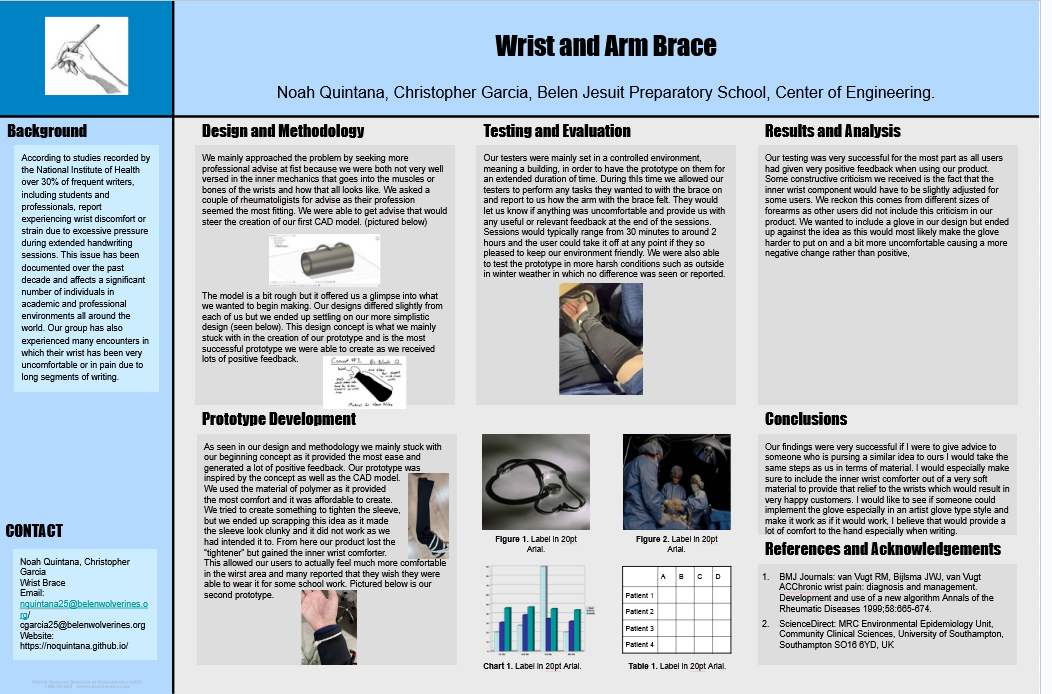 Wrist and Arm Brace
Noah Quintana, Christopher Garcia, Belen Jesuit Preparatory School, Center of Engineering.
Background
According to studies recorded by
the National Institute of Health
over 30% of frequent writers,
including students and
professionals, report
experiencing wrist discomfort or
strain due to excessive pressure
during extended handwriting
sessions. This issue has been
documented over the past
decade and affects a significant
number of individuals in
academic and professional
environments all around the
world. Our group has also
experienced many encounters in
which their wrist has been very
uncomfortable or in pain due to
long segments of writing.
CONTACT
Noah Quintana, Christopher
Garcia
Wrist Brace
Email:
nquintana25@belenwolverines.o
rg/
cgarcia25@belenwolverines.org
Website:
https://noquintana.github.io/
Design and Methodology
We mainly approached the problem by seeking more
professional advise at fist because we were both not very well
versed in the inner mechanics that goes into the muscles or
bones of the wrists and how that all looks like. We asked a
couple of rheumatologists for advise as their profession
seemed the most fitting. We were able to get advise that would
steer the creation of our first CAD model. (pictured below)
The model is a bit rough but it offered us a glimpse into what
we wanted to begin making. Our designs differed slightly from
each of us but we ended up settling on our more simplistic
design (seen below). This design concept is what we mainly
stuck with in the creation of our prototype and is the most
successful prototype we were able to create as we received
lots of positive feedback.
Prototype Development
As seen in our design and methodology we mainly stuck with
our beginning concept as it provided the most ease and
generated a lot of positive feedback. Our prototype was
inspired by the concept as well as the CAD model.
We used the material of polymer as it provided
the most comfort and it was affordable to create.
We tried to create something to tighten the sleeve,
but we ended up scrapping this idea as it made
the sleeve look clunky and it did not work as we
had intended it to. From here our product lost the
"tightener" but gained the inner wrist comforter.
This allowed our users to actually feel much more comfortable
in the wrist area and many reported that they wish they were
able to wear it for some school work. Pictured below is our
second prototype.
Testing and Evaluation
Our testers were mainly set in a controlled environment,
meaning a building, in order to have the prototype on them for
an extended duration of time. During this time we allowed our
testers to perform any tasks they wanted to with the brace on
and report to us how the arm with the brace felt. They would
let us know if anything was uncomfortable and provide us with
any useful or relevant feedback at the end of the sessions.
Sessions would typically range from 30 minutes to around 2
hours and the user could take it off at any point if they so
pleased to keep our environment friendly. We were also able
to test the prototype in more harsh conditions such as outside
in winter weather in which no difference was seen or reported.
Figure 1. Label in 20pt
Arial.
Figure 2. Label in 20pt
Arial.
Chart 1. Label in 20pt Arial.
A B C D
Patient 1
Patient 2
Patient 3
Patient 4
Table 1. Label in 20pt Arial.
Results and Analysis
Our testing was very successful for the most part as all users
had given very positive feedback when using our product.
Some constructive criticism we received is the fact that the
inner wrist component would have to be slightly adjusted for
some users. We reckon this comes from different sizes of
forearms as other users did not include this criticism in our
product. We wanted to include a glove in our design but ended
up against the idea as this would most likely make the glove
harder to put on and a bit more uncomfortable causing a more
negative change rather than positive,
Conclusions
Our findings were very successful if I were to give advice to
someone who is pursing a similar idea to ours I would take the
same steps as us in terms of material. I would especially make
sure to include the inner wrist comforter out of a very soft
material to provide that relief to the wrists which would result in
very happy customers. I would like to see if someone could
implement the glove especially in an artist glove type style and
make it work as if it would work, I believe that would provide a
lot of comfort to the hand especially when writing.
References and Acknowledgements
1. BMJ Journals: van Vugt RM, Bijlsma JWJ, van Vugt
ACChronic wrist pain: diagnosis and management.
Development and use of a new algorithm Annals of the
Rheumatic Diseases 1999;58:665-674.
2. ScienceDirect: MRC Environmental Epidemiology Unit,
Community Clinical Sciences, University of Southampton,
Southampton SO16 6YD, UK